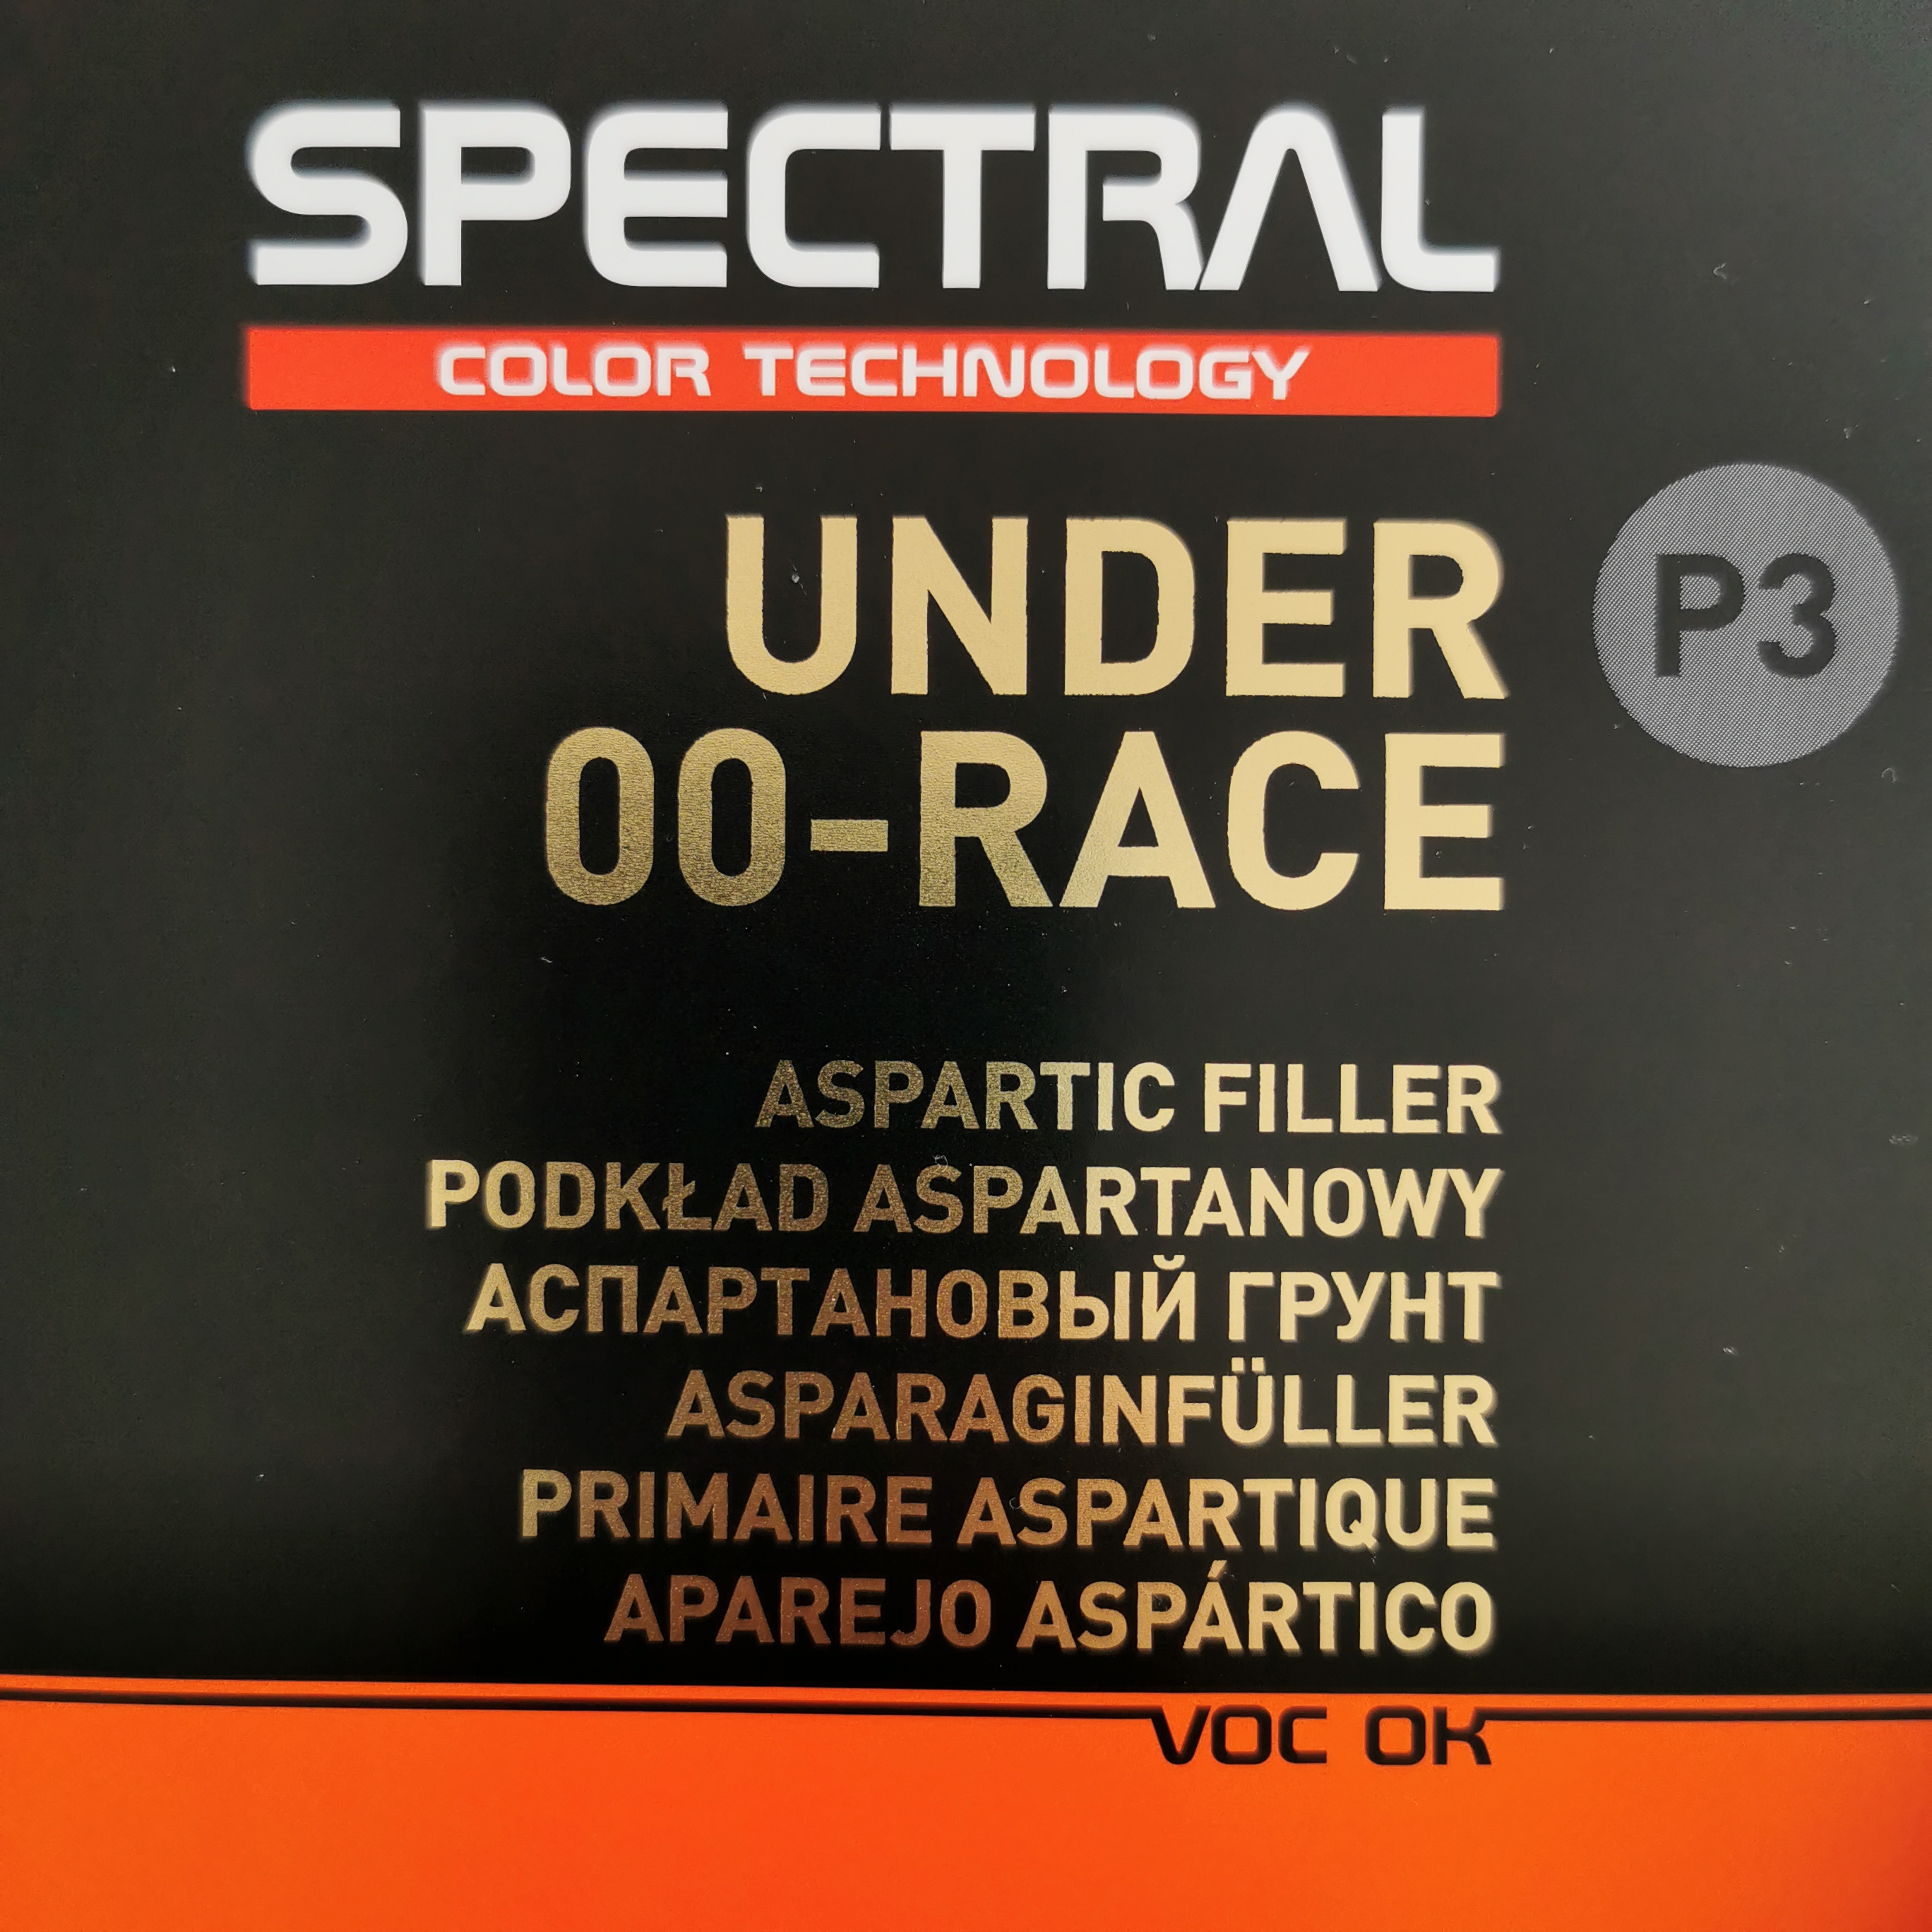 SPECTRAL
COLOR TECHNOLOGY
UNDER
P3
00-RACE
ASPARTIC FILLER
PODKŁAD ASPARTANOWY
АСПАРТАНОВЫЙ ГРУНТ
ASPARAGINFÜLLER
PRIMAIRE ASPARTIQUE
APAREJO ASPÁRTICO
VOC OK